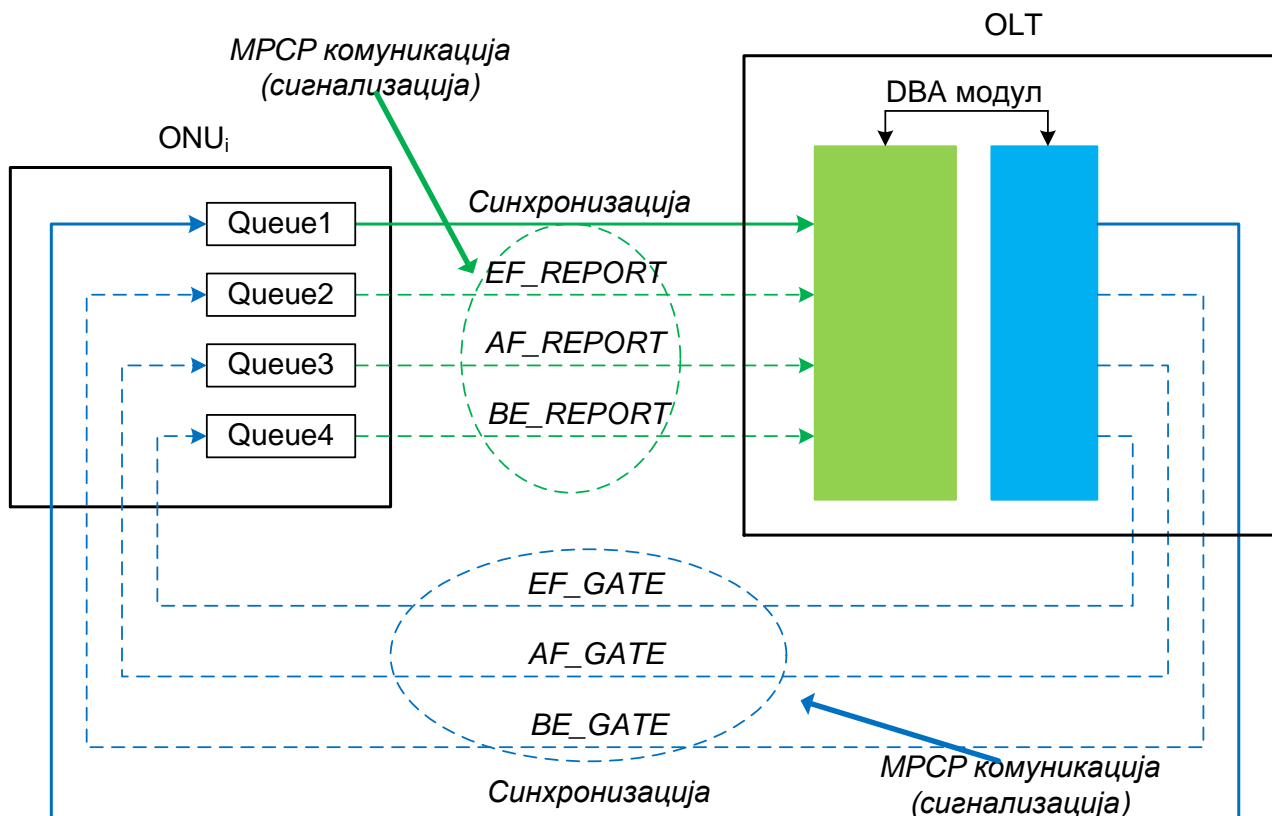 OLT
MPCP комуникација
(сигнализација)
DBA модул
ONUi
Синхронизација
Queue1
EF_REPORT
Queue2
AF_REPORT
Queue3
BE_REPORT
Queue4
EF_GATE
AF_GATE
BE_GATE
MPCP комуникација
(сигнализација)
Синхронизација